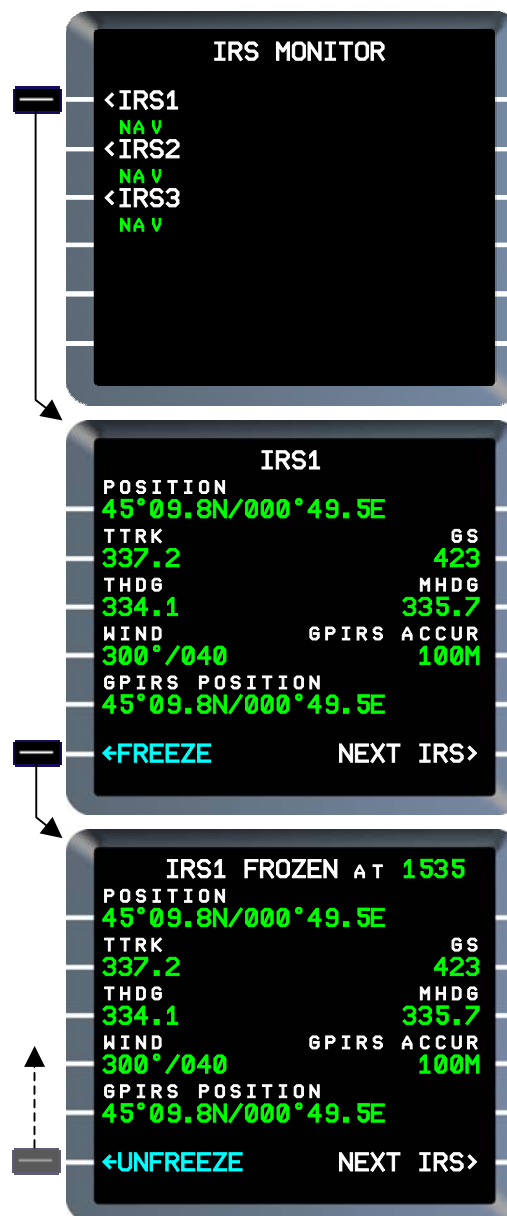 IRS MONITOR
<IRS1
NAV
<IRS2
NAV
<IRS3
NAV
IRS1
POSITION
45°09.8N/000°49.5E
TTRK GS
337.2 423
THDG MHDG
334.1 335.7
WIND GPIRS ACCUR
300°/040 100M
GPIRS POSITION
45°09.8N/000°49.5E
←FREEZE NEXT IRS>
IRS1 FROZEN AT 1535
POSITION
45°09.8N/000°49.5E
TTRK GS
337.2 423
THDG MHDG
334.1 335.7
WIND GPIRS ACCUR
300°/040 100M
GPIRS POSITION
45°09.8N/000°49.5E
←UNFREEZE NEXT IRS>